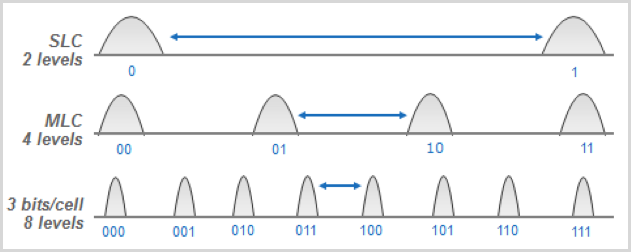 SLC
2 levels
0 1
MLC
4 levels
00 01 10 11
3 bits/cell
8 levels
000 001 010 011 100 101 110 111